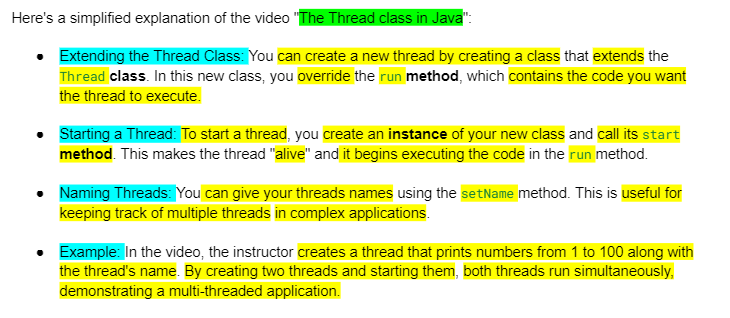 Here's a simplified explanation of the video "The Thread class in Java":
● Extending the Thread Class: You can create a new thread by creating a class that extends the
Thread class. In this new class, you override the run method, which contains the code you want
the thread to execute.
● Starting a Thread: To start a thread, you create an instance of your new class and call its start
method. This makes the thread "alive" and it begins executing the code in the run method.
● Naming Threads: You can give your threads names using the setName method. This is useful for
keeping track of multiple threads in complex applications.
● Example: In the video, the instructor creates a thread that prints numbers from 1 to 100 along with
the thread's name. By creating two threads and starting them, both threads run simultaneously,
demonstrating a multi-threaded application.